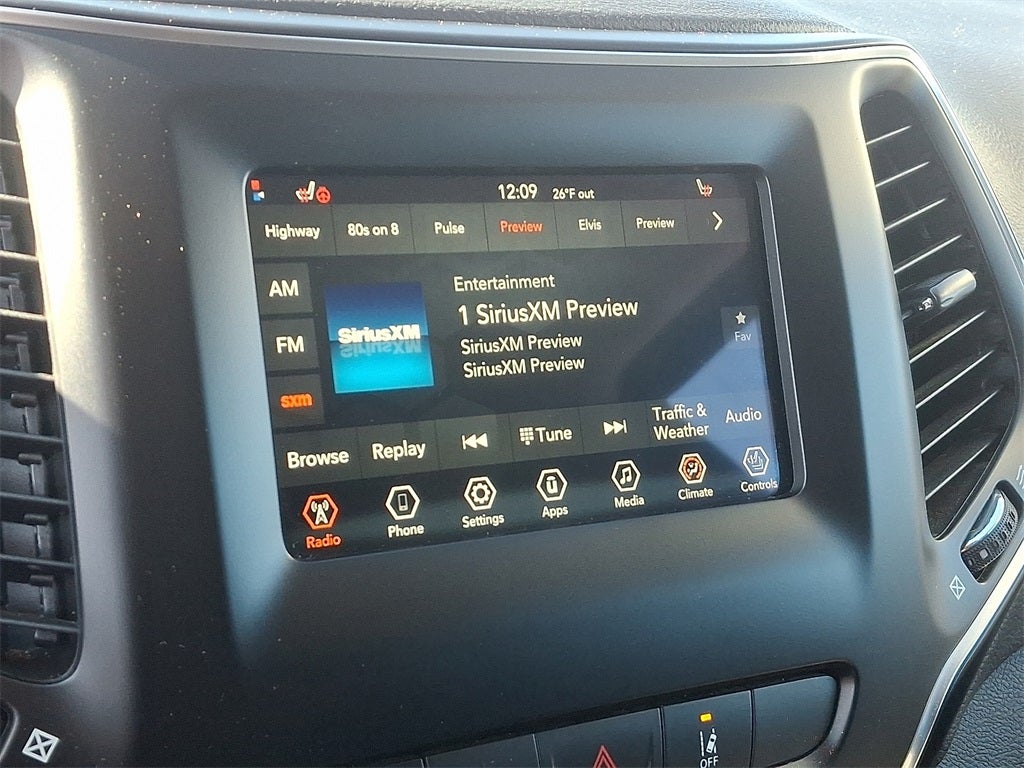 12:09 26°F out
Highway 80s on 8 Pulse Preview Elvis Preview
AM
FM
sxm
SiriusXM
Entertainment
1 SiriusXM Preview
SiriusXM Preview
SiriusXM Preview
Fav
Browse Replay Tune Traffic & Weather Audio
Radio Phone Settings Apps Media Climate Controls
OFF